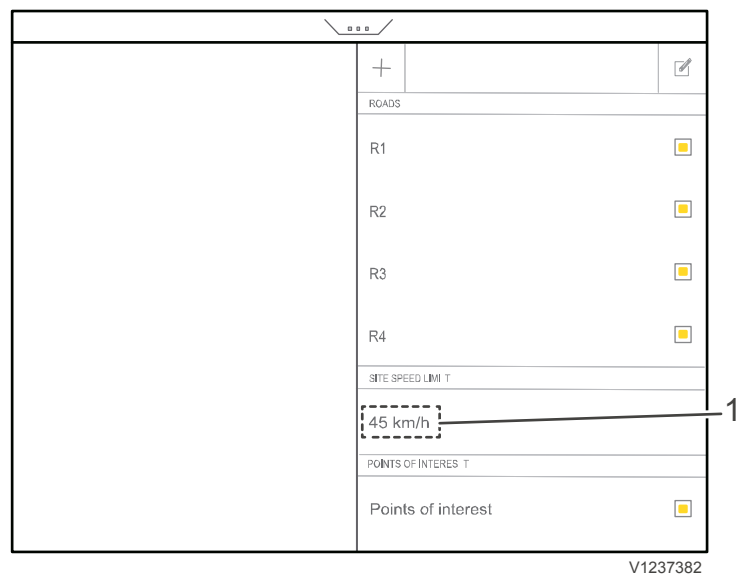 ROADS
R1
R2
R3
R4
SITE SPEED LIMI T
45 km/h
1
POINTS OF INTERES T
Points of interest
V1237382